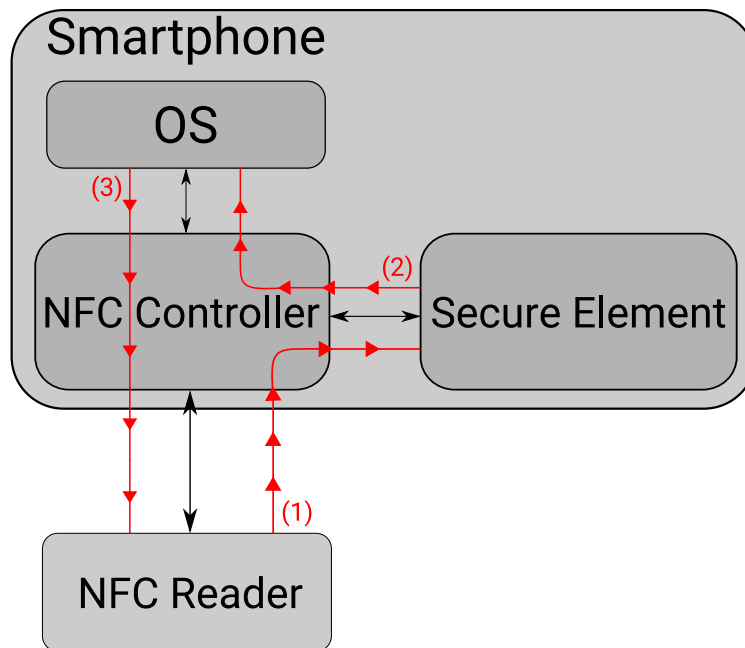 Smartphone
OS
(3)
(2)
NFC Controller
Secure Element
(1)
NFC Reader